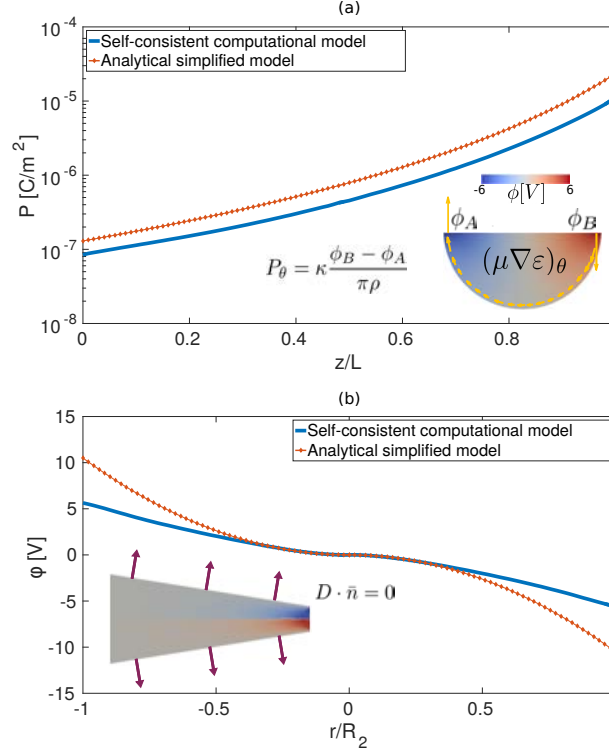 (a)
Self-consistent computational model
Analytical simplified model
P [C/m²]
10⁻⁴
10⁻⁵
10⁻⁶
10⁻⁷
10⁻⁸
-6 ϕ[V] 6
ϕ_A ϕ_B
(μ∇ε)_θ
P_θ = κ (ϕ_B − ϕ_A)/(πρ)
0 0.2 0.4 0.6 0.8
z/L
(b)
Self-consistent computational model
Analytical simplified model
φ [V]
15
10
5
0
-5
-10
-15
D · n̄ = 0
-1 -0.5 0 0.5
r/R₂